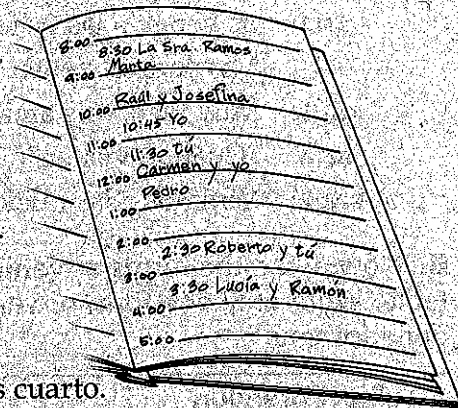 8:00
8:30 La Sra. Ramos
9:00 Marta
10:00 Raúl y Josefina
10:45 Yo
11:00
11:30 tú
12:00 Carmen y yo
Pedro
1:00
2:00
2:30 Roberto y tú
3:00
3:30 Lucía y Ramón
4:00
5:00
s cuarto.